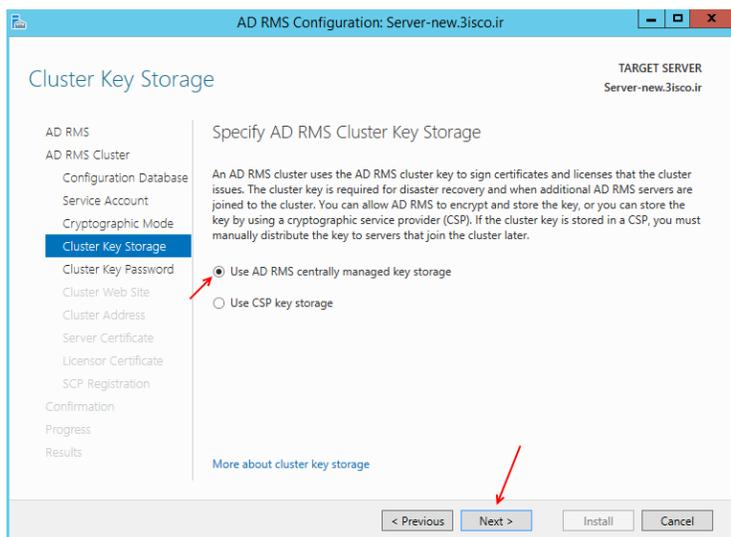 AD RMS Configuration: Server-new.3isco.ir
Cluster Key Storage
TARGET SERVER
Server-new.3isco.ir
AD RMS
AD RMS Cluster
Configuration Database
Service Account
Cryptographic Mode
Cluster Key Storage
Cluster Key Password
Cluster Web Site
Cluster Address
Server Certificate
Licensor Certificate
SCP Registration
Confirmation
Progress
Results
Specify AD RMS Cluster Key Storage
An AD RMS cluster uses the AD RMS cluster key to sign certificates and licenses that the cluster
issues. The cluster key is required for disaster recovery and when additional AD RMS servers are
joined to the cluster. You can allow AD RMS to encrypt and store the key, or you can store the
key by using a cryptographic service provider (CSP). If the cluster key is stored in a CSP, you must
manually distribute the key to servers that join the cluster later.
Use AD RMS centrally managed key storage
Use CSP key storage
More about cluster key storage
< Previous
Next >
Install
Cancel